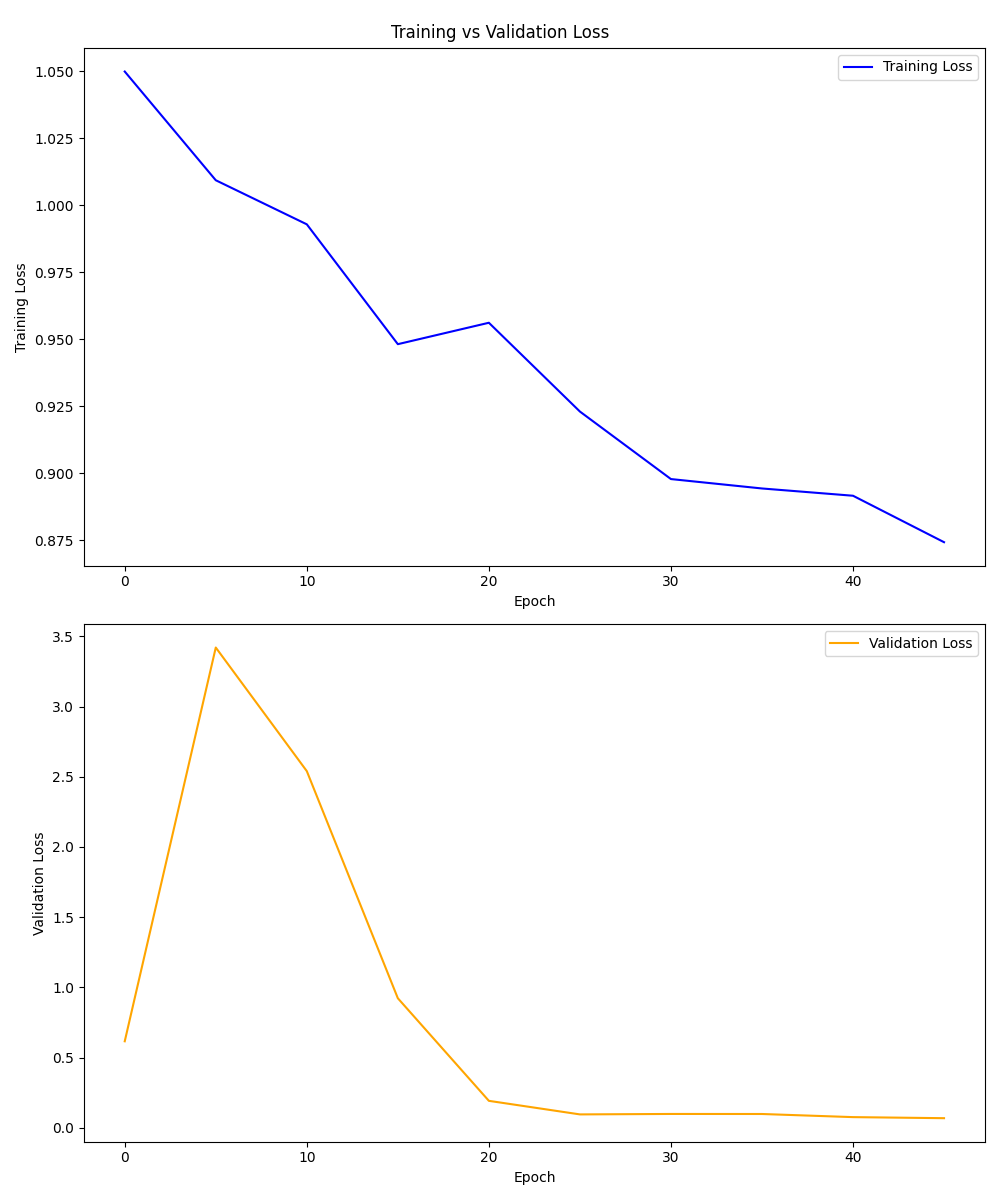 Training vs Validation Loss
Training Loss
1.050
1.025
1.000
0.975
0.950
0.925
0.900
0.875
Training Loss
0 10 20 30 40
Epoch
Validation Loss
3.5
3.0
2.5
2.0
1.5
1.0
0.5
0.0
Validation Loss
0 10 20 30 40
Epoch